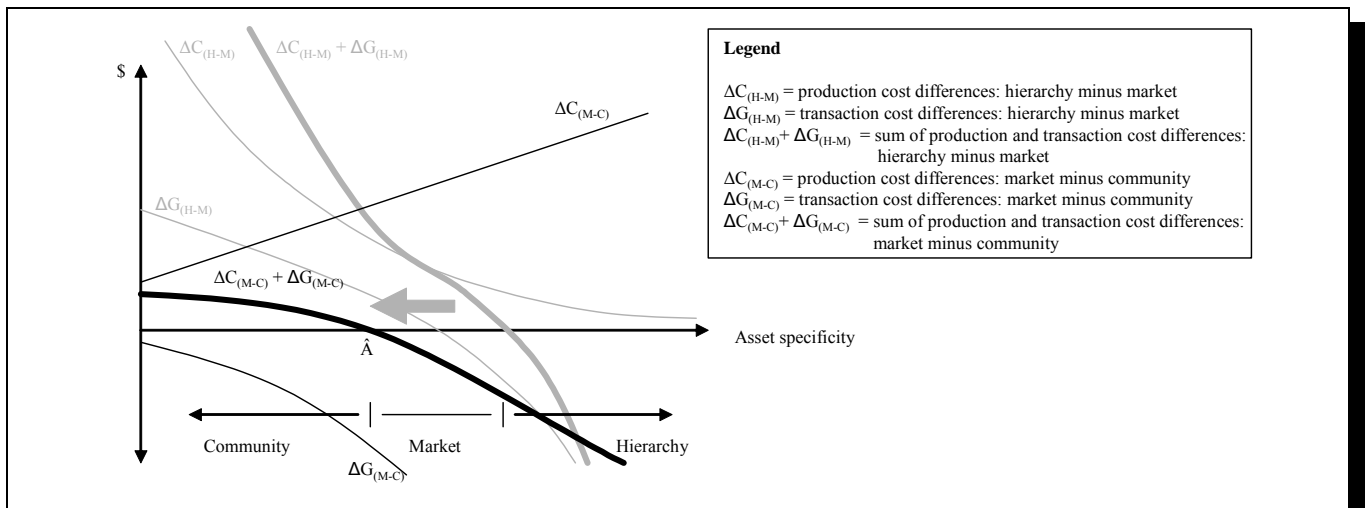 ΔC(H-M)
ΔC(H-M) + ΔG(H-M)
$
ΔC(M-C)
ΔG(H-M)
ΔC(M-C) + ΔG(M-C)
Â
Asset specificity
Community
Market
Hierarchy
ΔG(M-C)
Legend
ΔC(H-M) = production cost differences: hierarchy minus market
ΔG(H-M) = transaction cost differences: hierarchy minus market
ΔC(H-M)+ ΔG(H-M) = sum of production and transaction cost differences:
hierarchy minus market
ΔC(M-C) = production cost differences: market minus community
ΔG(M-C) = transaction cost differences: market minus community
ΔC(M-C)+ ΔG(M-C) = sum of production and transaction cost differences:
market minus community